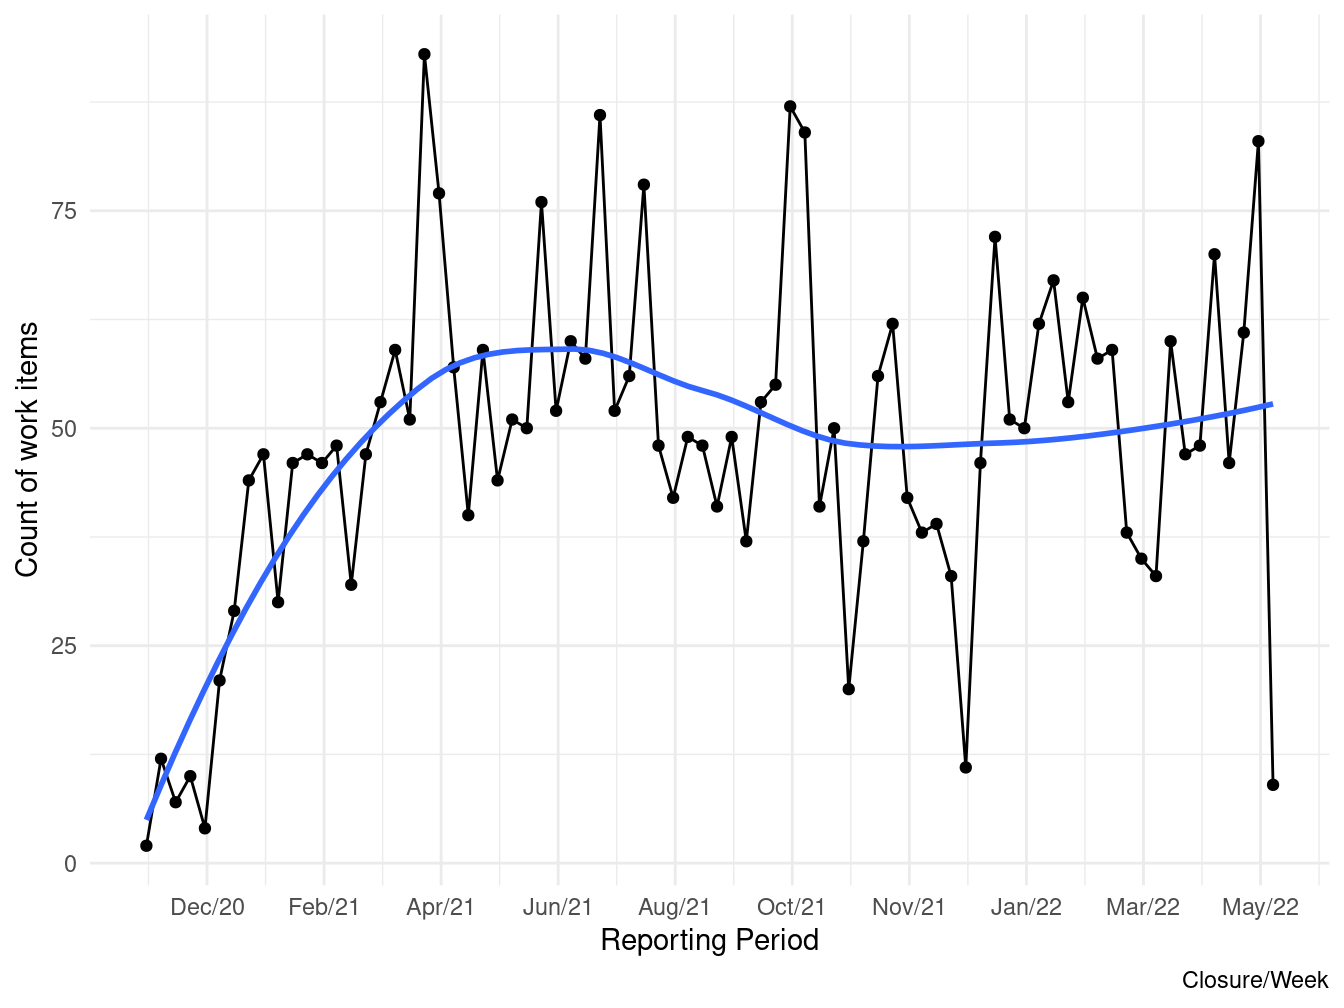 Count of work items
75
50
25
0
Dec/20 Feb/21 Apr/21 Jun/21 Aug/21 Oct/21 Nov/21 Jan/22 Mar/22 May/22
Reporting Period
Closure/Week